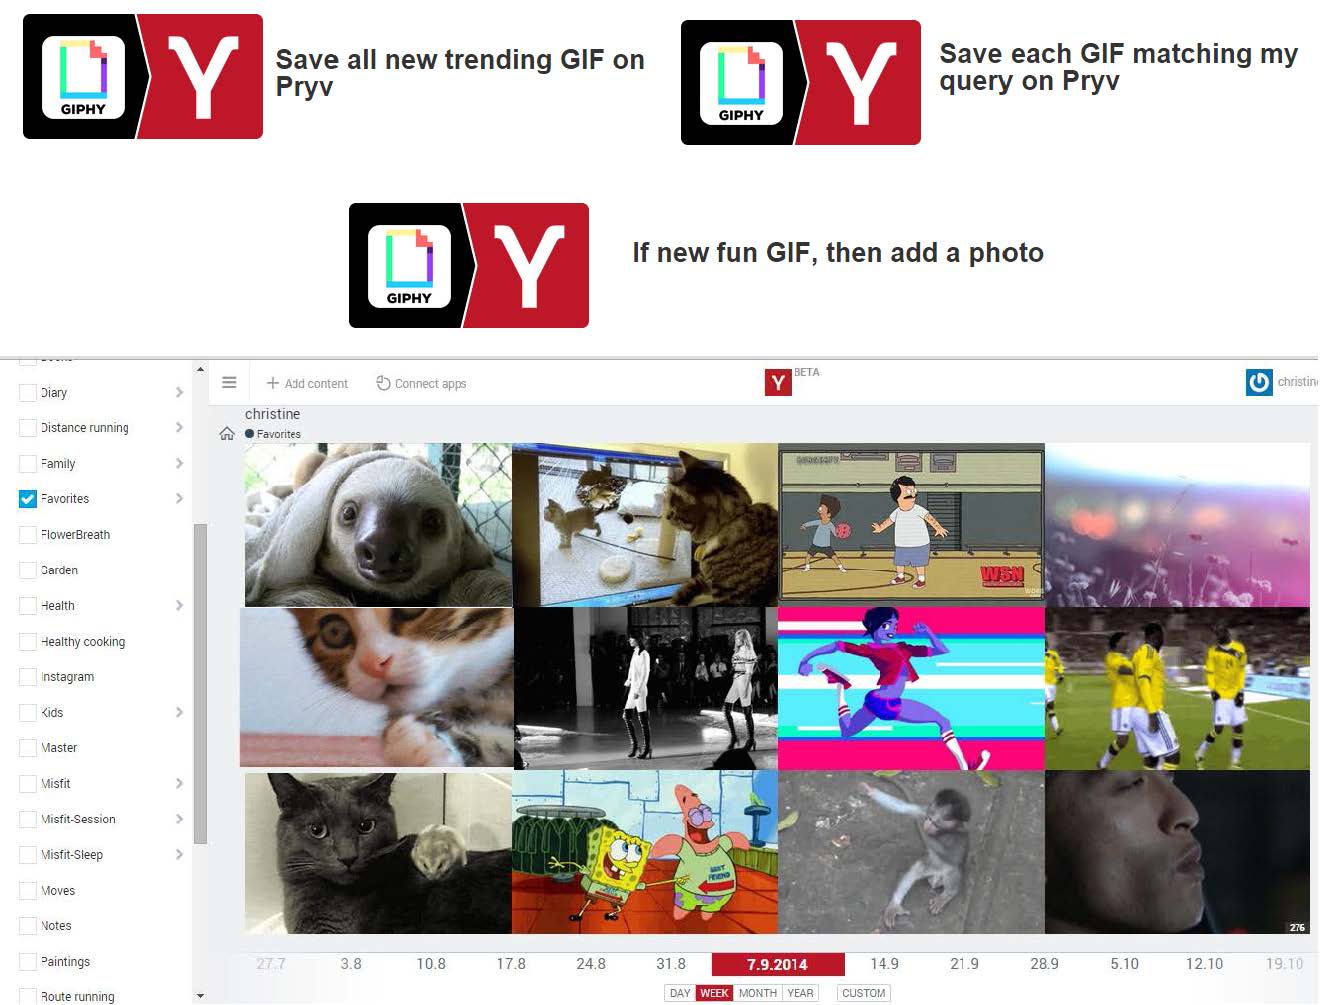 GIPHY
Save all new trending GIF on
Pryv
GIPHY
Save each GIF matching my
query on Pryv
GIPHY
If new fun GIF, then add a photo
Diary
Distance running
Family
Favorites
FlowerBreath
Garden
Health
Healthy cooking
Instagram
Kids
Master
Misfit
Misfit-Session
Misfit-Sleep
Moves
Notes
Paintings
Route running
Add content
Connect apps
Y BETA
christine
Favorites
WSN
BEST
FRIEND
276
27.7 3.8 10.8 17.8 24.8 31.8 7.9.2014 14.9 21.9 28.9 5.10 12.10 19.10
DAY WEEK MONTH YEAR CUSTOM